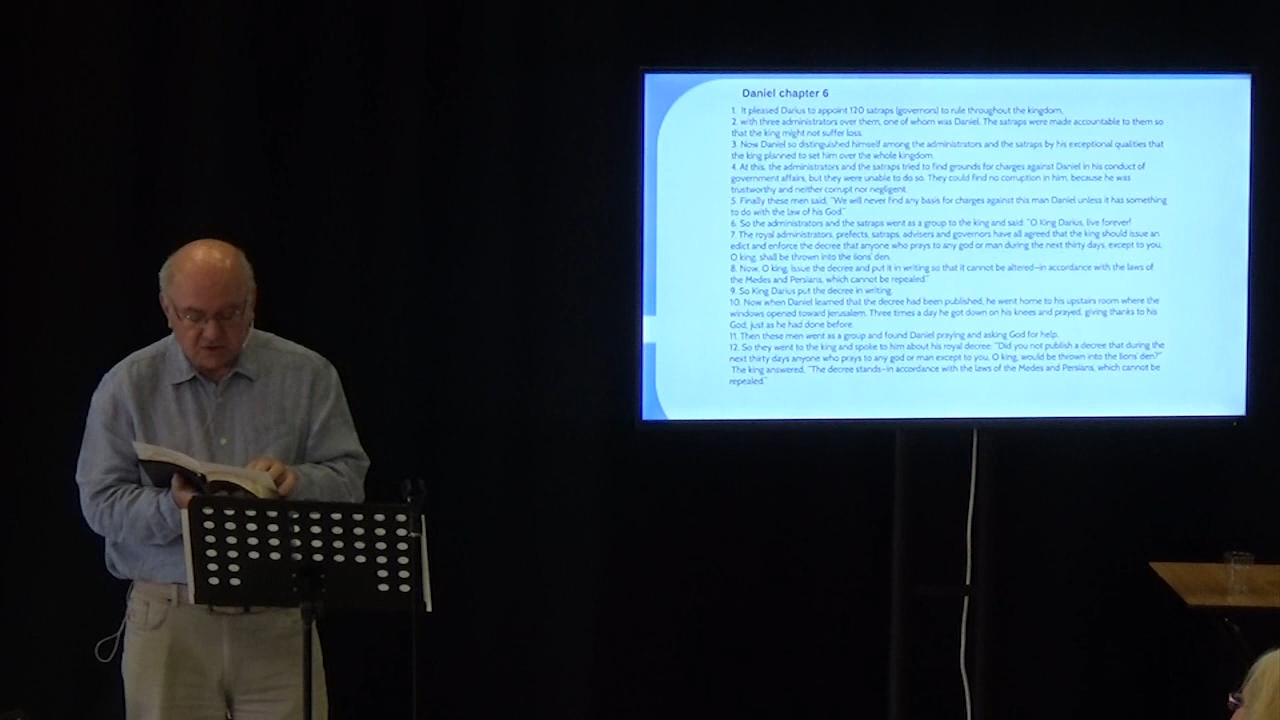 Daniel chapter 6
1. It pleased Darius to appoint 120 satraps (governors) to rule throughout the kingdom,
2. with three administrators over them, one of whom was Daniel. The satraps were made accountable to them so
that the king might not suffer loss.
3. Now Daniel so distinguished himself among the administrators and the satraps by his exceptional qualities that
the king planned to set him over the whole kingdom.
4. At this, the administrators and the satraps tried to find grounds for charges against Daniel in his conduct of
government affairs, but they were unable to do so. They could find no corruption in him, because he was
trustworthy and neither corrupt nor negligent.
5. Finally these men said, "We will never find any basis for charges against this man Daniel unless it has something
to do with the law of his God."
6. So the administrators and the satraps went as a group to the king and said: "O King Darius, live forever!
7. The royal administrators, prefects, satraps, advisers and governors have all agreed that the king should issue an
edict and enforce the decree that anyone who prays to any god or man during the next thirty days, except to you,
O king, shall be thrown into the lions' den.
8. Now, O king, issue the decree and put it in writing so that it cannot be altered–in accordance with the laws of
the Medes and Persians, which cannot be repealed."
9. So King Darius put the decree in writing.
10. Now when Daniel learned that the decree had been published, he went home to his upstairs room where the
windows opened toward Jerusalem. Three times a day he got down on his knees and prayed, giving thanks to his
God, just as he had done before.
11. Then these men went as a group and found Daniel praying and asking God for help.
12. So they went to the king and spoke to him about his royal decree: "Did you not publish a decree that during the
next thirty days anyone who prays to any god or man except to you, O king, would be thrown into the lions' den?"
The king answered, "The decree stands–in accordance with the laws of the Medes and Persians, which cannot be
repealed."